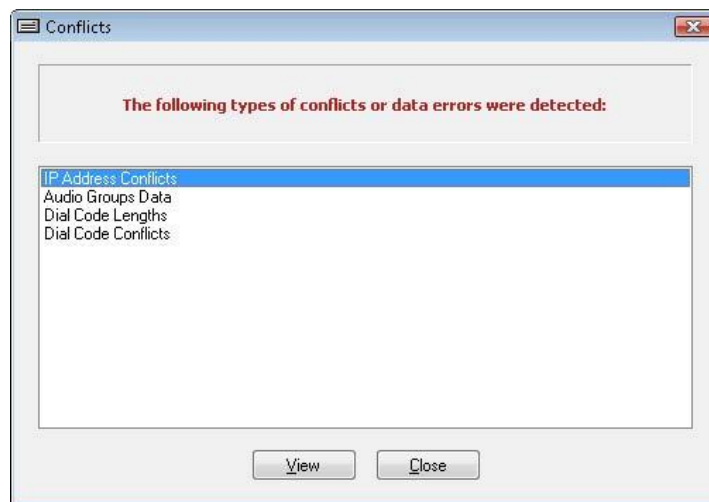 Conflicts
The following types of conflicts or data errors were detected:
IP Address Conflicts
Audio Groups Data
Dial Code Lengths
Dial Code Conflicts
View
Close